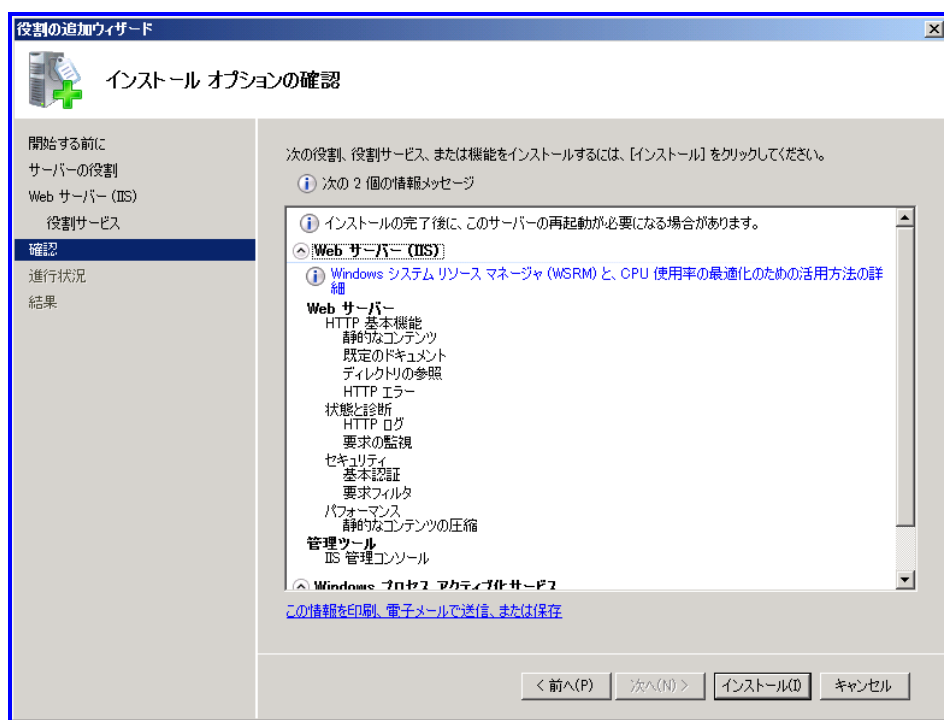 役割の追加ウィザード
インストール オプションの確認
開始する前に
サーバーの役割
Web サーバー (IIS)
役割サービス
確認
進行状況
結果
次の役割、役割サービス、または機能をインストールするには、[インストール] をクリックしてください。
次の 2 個の情報メッセージ
インストールの完了後に、このサーバーの再起動が必要になる場合があります。
Web サーバー (IIS)
Windows システム リソース マネージャ (WSRM) と、CPU 使用率の最適化のための活用方法の詳
細
Web サーバー
HTTP 基本機能
静的なコンテンツ
既定のドキュメント
ディレクトリの参照
HTTP エラー
状態と診断
HTTP ログ
要求の監視
セキュリティ
基本認証
要求フィルタ
パフォーマンス
静的なコンテンツの圧縮
管理ツール
IIS 管理コンソール
Windows プロセス アクティブ化サービス
この情報を印刷、電子メールで送信、または保存
< 前へ(P)
次へ(N) >
インストール(I)
キャンセル